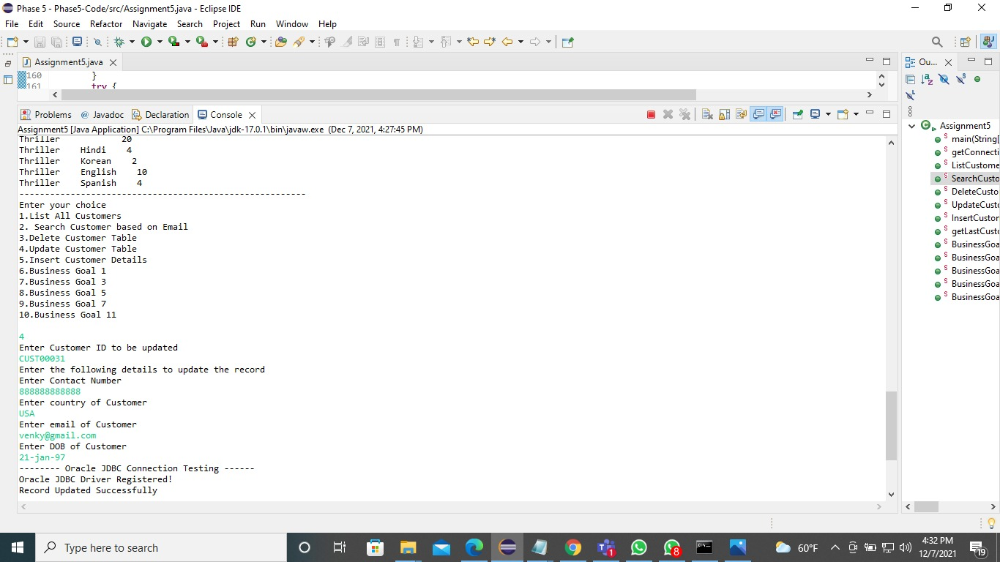 Phase 5 - Phase5-Code/src/Assignment5.java - Eclipse IDE
File Edit Source Refactor Navigate Search Project Run Window Help
Assignment5.java
160 }
161 try {
Problems @ Javadoc Declaration Console
Assignment5 [Java Application] C:\Program Files\Java\jdk-17.0.1\bin\javaw.exe (Dec 7, 2021, 4:27:45 PM)
Thriller 20
Thriller Hindi 4
Thriller Korean 2
Thriller English 10
Thriller Spanish 4
--------------------------------------------------------
Enter your choice
1.List All Customers
2. Search Customer based on Email
3.Delete Customer Table
4.Update Customer Table
5.Insert Customer Details
6.Business Goal 1
7.Business Goal 3
8.Business Goal 5
9.Business Goal 7
10.Business Goal 11
4
Enter Customer ID to be updated
CUST00031
Enter the following details to update the record
Enter Contact Number
888888888888
Enter country of Customer
USA
Enter email of Customer
venky@gmail.com
Enter DOB of Customer
21-jan-97
-------- Oracle JDBC Connection Testing ------
Oracle JDBC Driver Registered!
Record Updated Successfully
Ou...
Assignment5
main(String[
getConnecti
ListCustome
SearchCusto
DeleteCusto
UpdateCusto
InsertCustor
getLastCusto
BusinessGoa
BusinessGoa
BusinessGoa
BusinessGoa
BusinessGoa
Type here to search
1
8
60°F
4:32 PM
12/7/2021
19